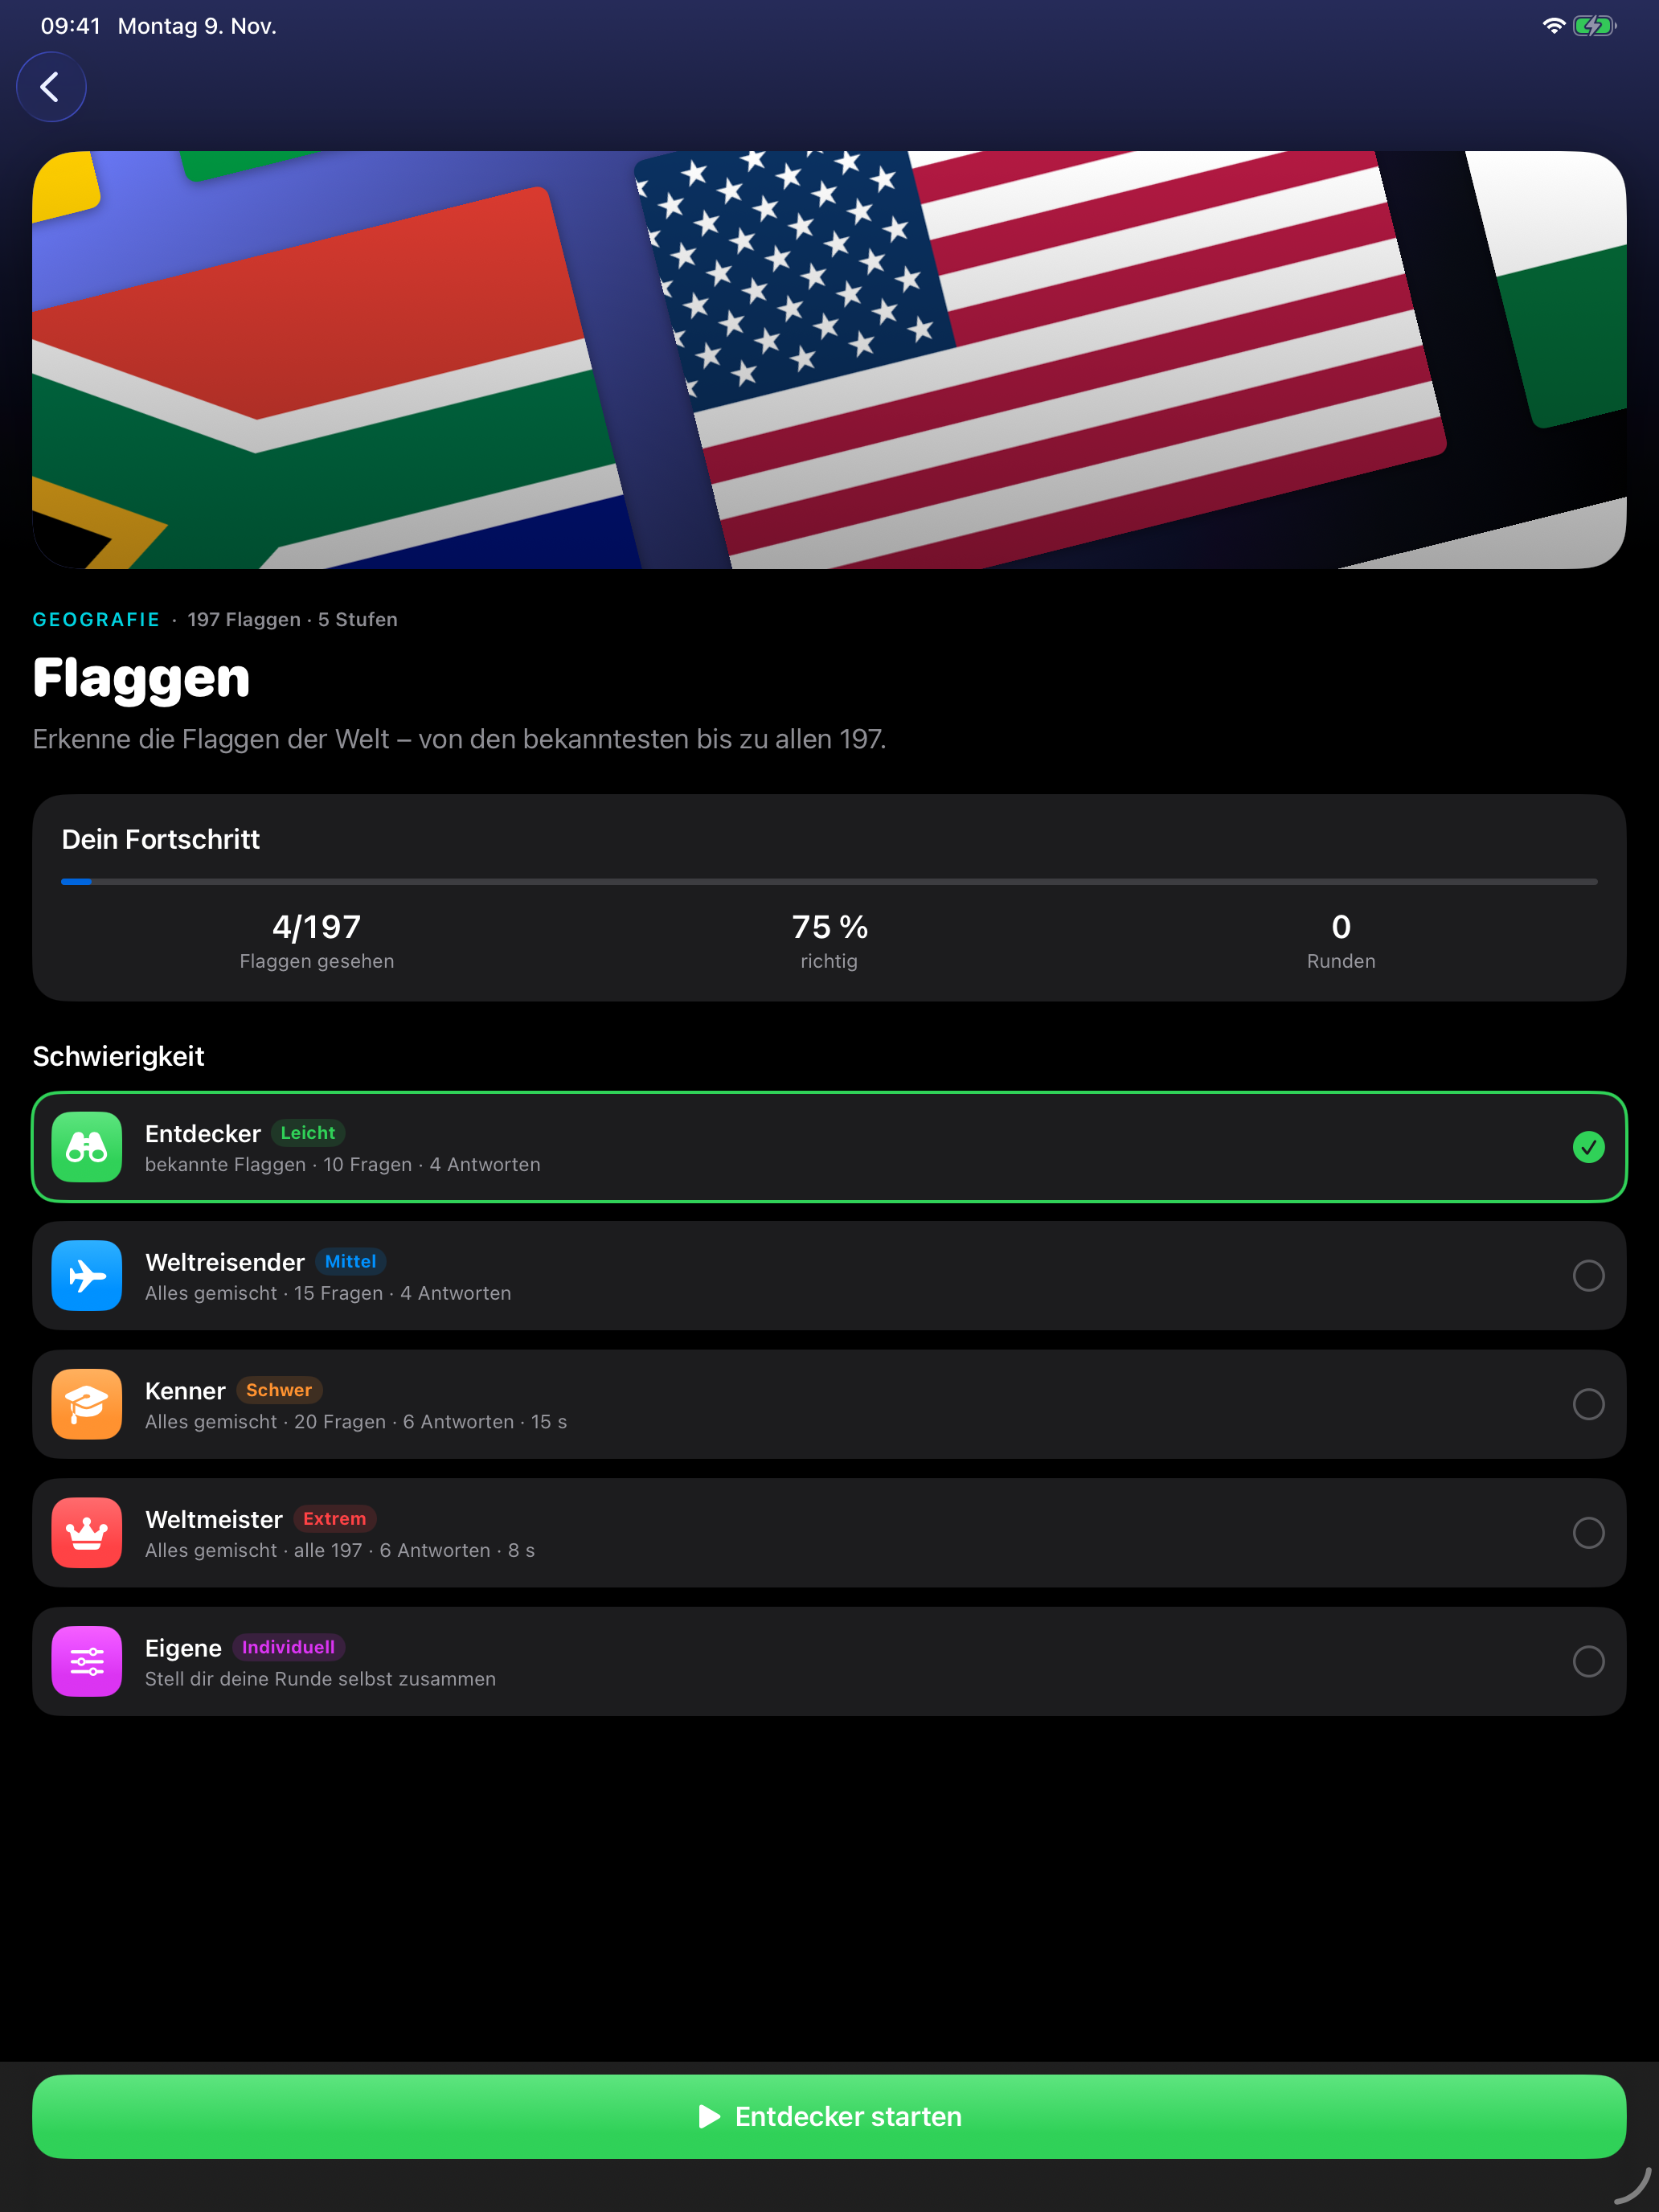 09:41 Montag 9. Nov.
GEOGRAFIE · 197 Flaggen · 5 Stufen
Flaggen
Erkenne die Flaggen der Welt – von den bekanntesten bis zu allen 197.
Dein Fortschritt
4/197
Flaggen gesehen
75 %
richtig
0
Runden
Schwierigkeit
Entdecker Leicht
bekannte Flaggen · 10 Fragen · 4 Antworten
Weltreisender Mittel
Alles gemischt · 15 Fragen · 4 Antworten
Kenner Schwer
Alles gemischt · 20 Fragen · 6 Antworten · 15 s
Weltmeister Extrem
Alles gemischt · alle 197 · 6 Antworten · 8 s
Eigene Individuell
Stell dir deine Runde selbst zusammen
Entdecker starten